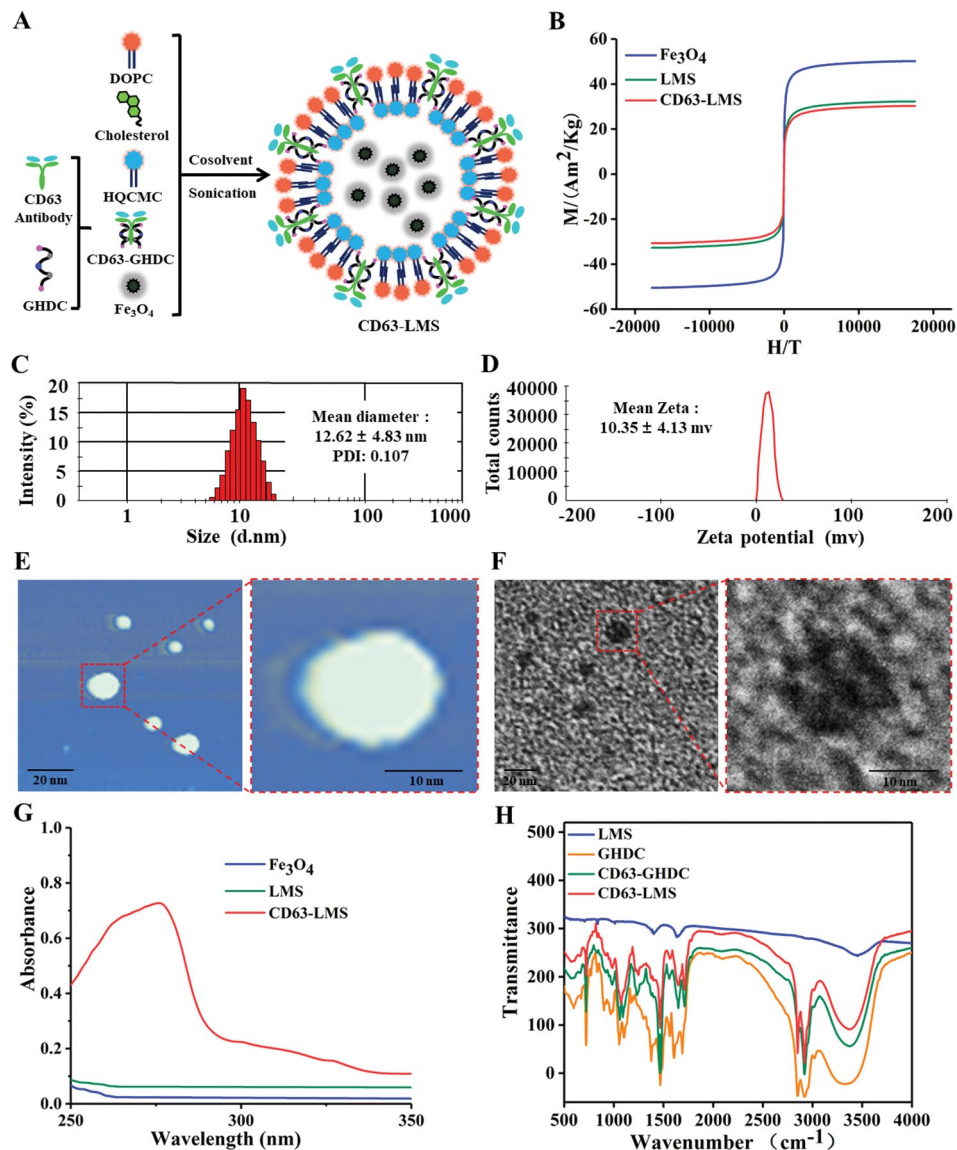 A
DOPC
Cholesterol
CD63
Antibody
HQCMC
GHDC
CD63-GHDC
Fe₃O₄
Cosolvent
Sonication
CD63-LMS
B
Fe₃O₄
LMS
CD63-LMS
M/(Am²/Kg)
60
40
20
0
-20
-40
-60
-20000 -10000 0 10000 20000
H/T
C
Intensity (%)
20
15
10
5
0
Mean diameter :
12.62 ± 4.83 nm
PDI: 0.107
1 10 100 1000
Size (d.nm)
D
Total counts
40000
30000
20000
10000
0
Mean Zeta :
10.35 ± 4.13 mv
-200 -100 0 100 200
Zeta potential (mv)
E
20 nm
10 nm
F
20 nm
10 nm
G
Absorbance
1.0
0.8
0.6
0.4
0.2
0.0
Fe₃O₄
LMS
CD63-LMS
250 300 350
Wavelength (nm)
H
Transmittance
500
400
300
200
100
0
LMS
GHDC
CD63-GHDC
CD63-LMS
500 1000 1500 2000 2500 3000 3500 4000
Wavenumber （cm⁻¹）